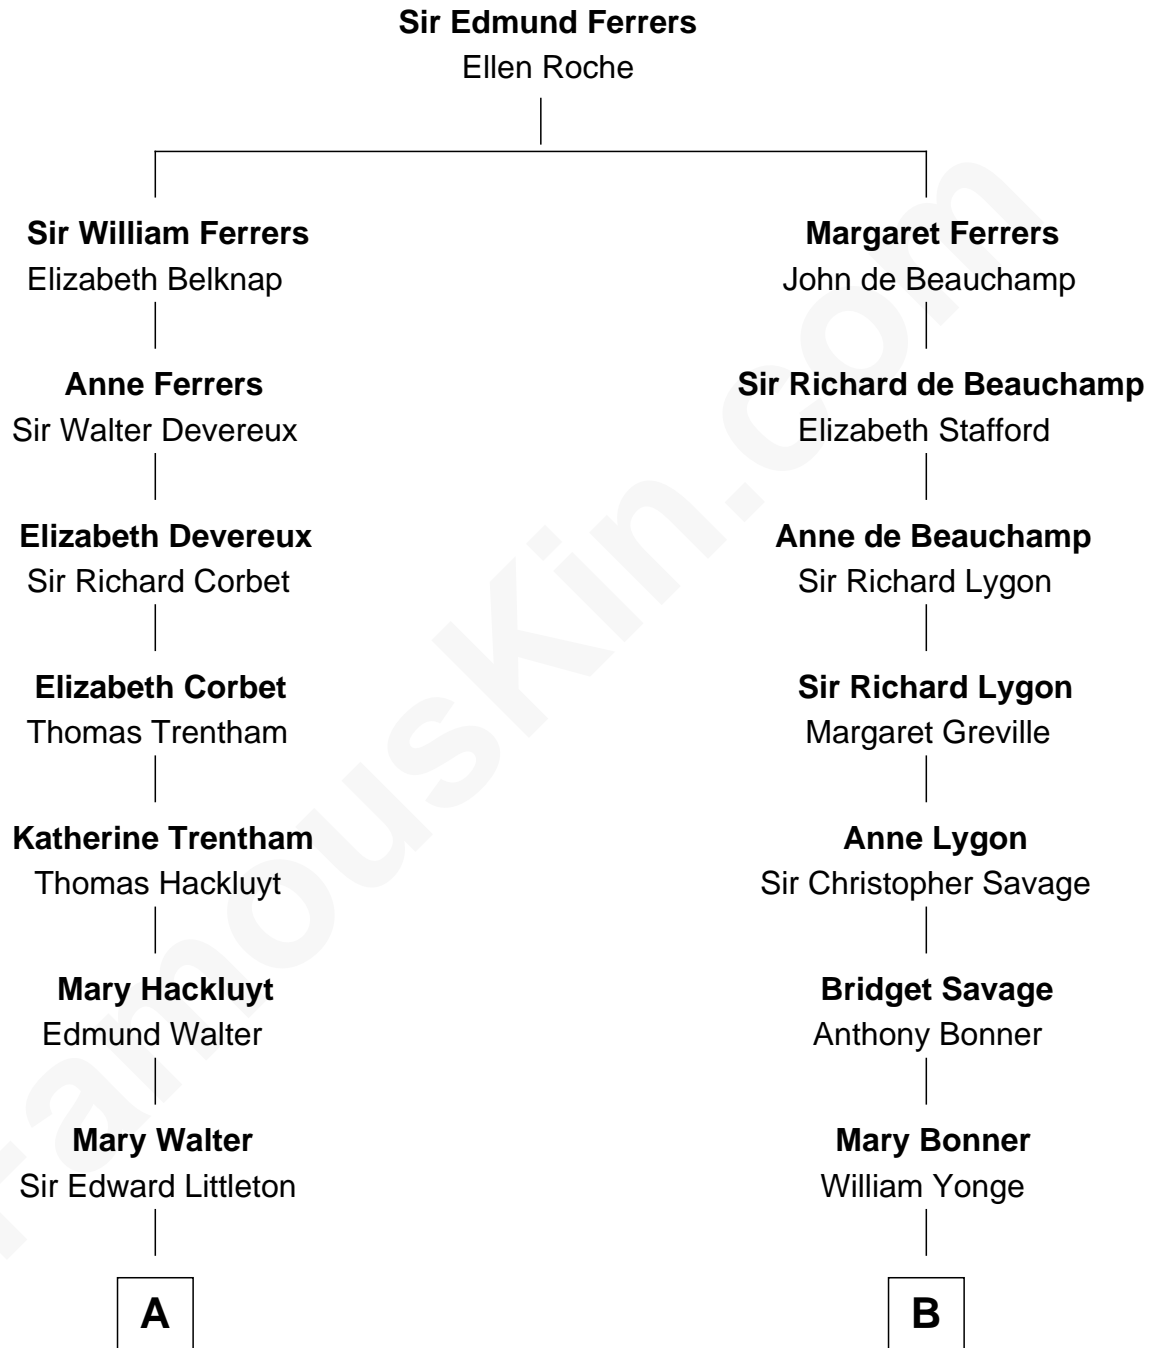 Sir Edmund Ferrers
Ellen Roche
Sir William Ferrers
Elizabeth Belknap
Margaret Ferrers
John de Beauchamp
Anne Ferrers
Sir Walter Devereux
Sir Richard de Beauchamp
Elizabeth Stafford
Elizabeth Devereux
Sir Richard Corbet
Anne de Beauchamp
Sir Richard Lygon
Elizabeth Corbet
Thomas Trentham
Sir Richard Lygon
Margaret Greville
Katherine Trentham
Thomas Hackluyt
Anne Lygon
Sir Christopher Savage
Mary Hackluyt
Edmund Walter
Bridget Savage
Anthony Bonner
Mary Walter
Sir Edward Littleton
Mary Bonner
William Yonge
A
B
FamousKin.com